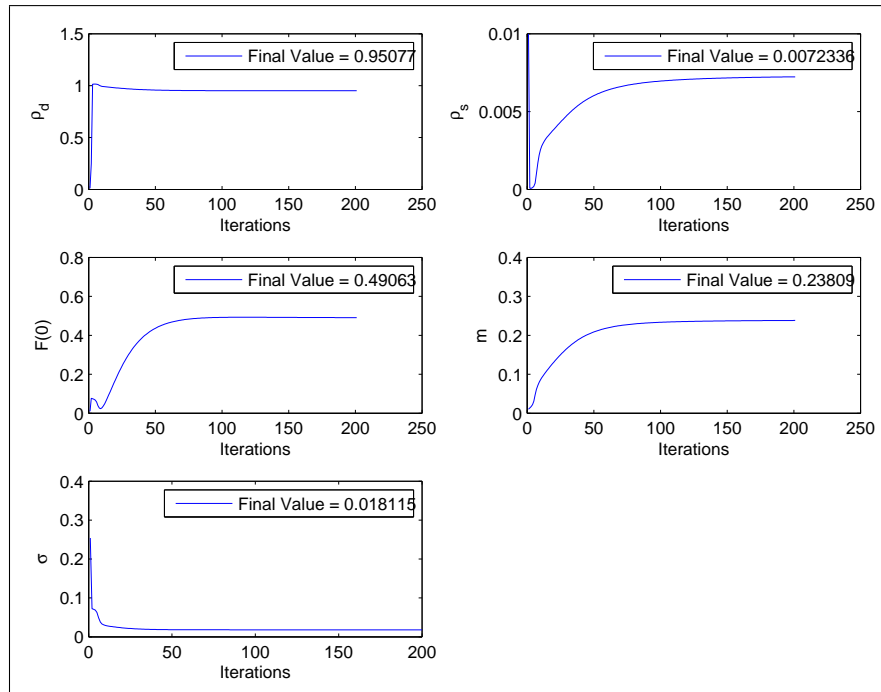 1.5
1
0.5
0
ρd
Final Value = 0.95077
0 50 100 150 200 250
Iterations
0.01
0.005
0
ρs
Final Value = 0.0072336
0 50 100 150 200 250
Iterations
0.8
0.6
0.4
0.2
0
F(0)
Final Value = 0.49063
0 50 100 150 200 250
Iterations
0.4
0.3
0.2
0.1
0
m
Final Value = 0.23809
0 50 100 150 200 250
Iterations
0.4
0.3
0.2
0.1
0
σ
Final Value = 0.018115
0 50 100 150 200
Iterations